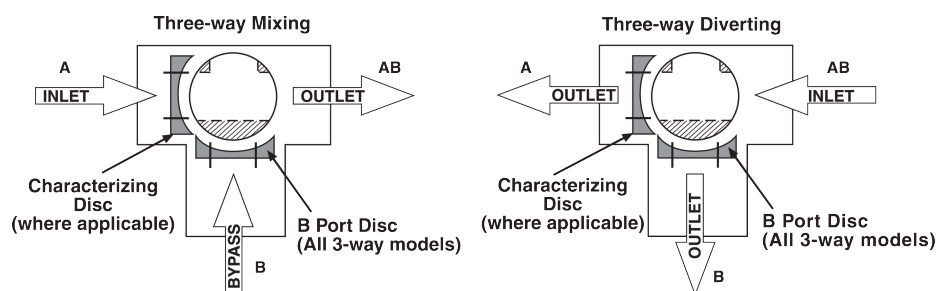 Three-way Mixing
A
INLET
AB
OUTLET
Characterizing
Disc
(where applicable)
B Port Disc
(All 3-way models)
BYPASS
B
Three-way Diverting
A
OUTLET
AB
INLET
Characterizing
Disc
(where applicable)
B Port Disc
(All 3-way models)
OUTLET
B